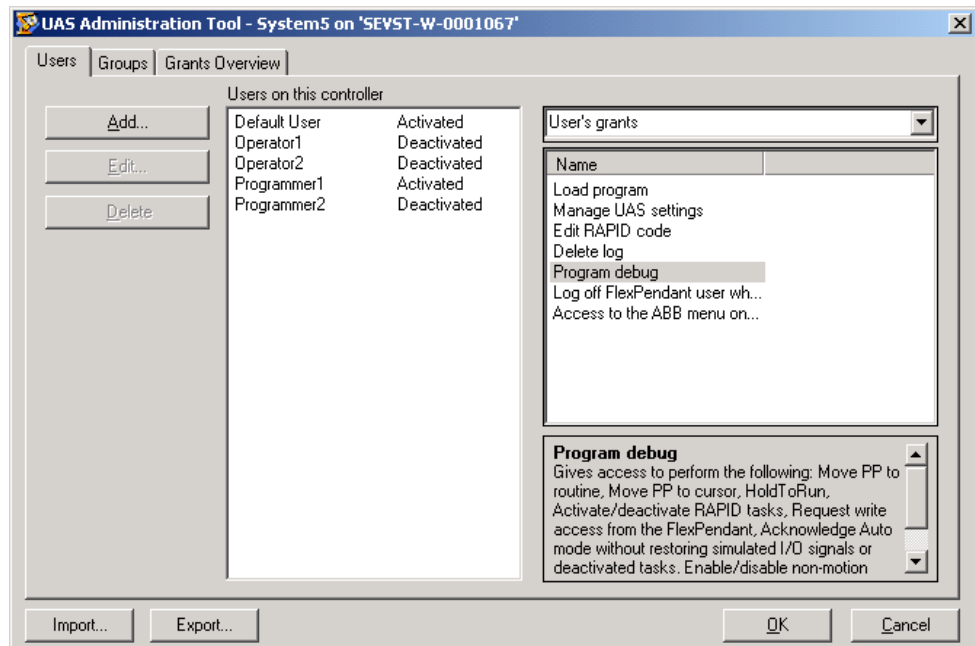 UAS Administration Tool - System5 on 'SEVST-W-0001067'
Users
Groups
Grants Overview
Users on this controller
Add...
Edit...
Delete
Default User Activated
Operator1 Deactivated
Operator2 Deactivated
Programmer1 Activated
Programmer2 Deactivated
User's grants
Name
Load program
Manage UAS settings
Edit RAPID code
Delete log
Program debug
Log off FlexPendant user wh...
Access to the ABB menu on...
Program debug
Gives access to perform the following: Move PP to
routine, Move PP to cursor, HoldToRun,
Activate/deactivate RAPID tasks, Request write
access from the FlexPendant, Acknowledge Auto
mode without restoring simulated I/O signals or
deactivated tasks. Enable/disable non-motion
Import...
Export...
OK
Cancel